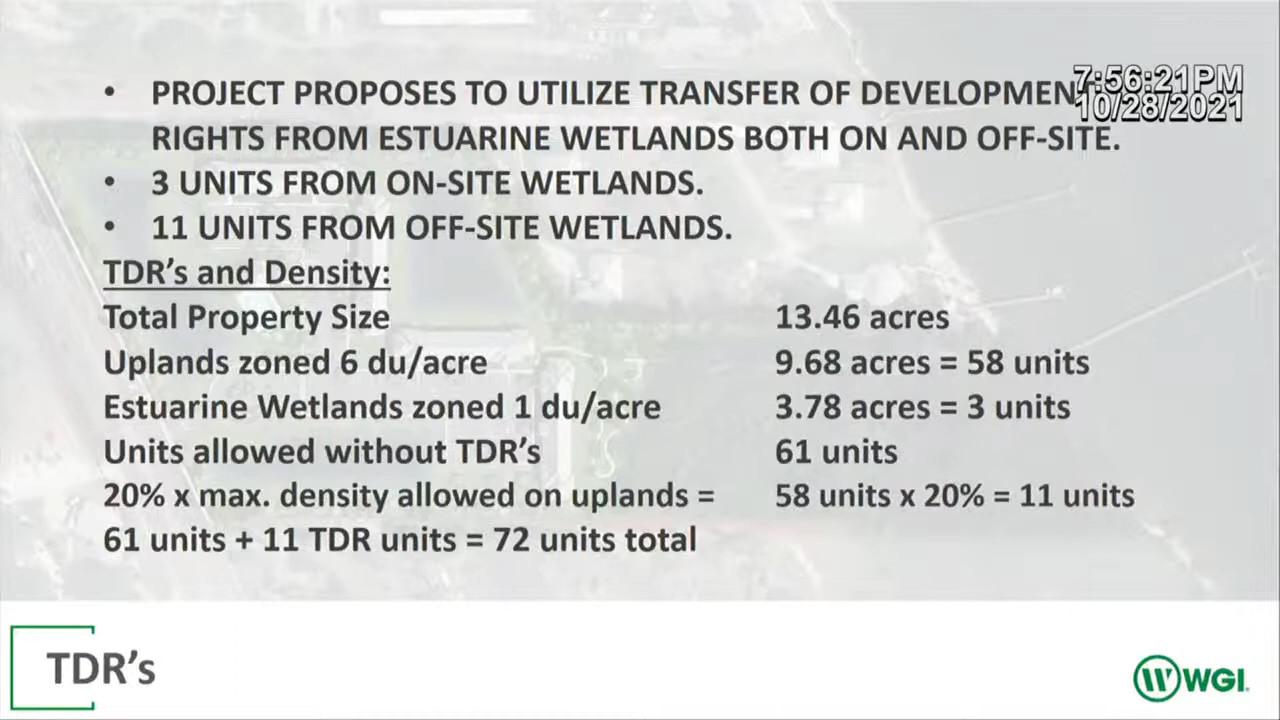 7:56:21PM
10/28/2021
• PROJECT PROPOSES TO UTILIZE TRANSFER OF DEVELOPMENT
RIGHTS FROM ESTUARINE WETLANDS BOTH ON AND OFF-SITE.
• 3 UNITS FROM ON-SITE WETLANDS.
• 11 UNITS FROM OFF-SITE WETLANDS.
TDR's and Density:
Total Property Size 13.46 acres
Uplands zoned 6 du/acre 9.68 acres = 58 units
Estuarine Wetlands zoned 1 du/acre 3.78 acres = 3 units
Units allowed without TDR's 61 units
20% x max. density allowed on uplands = 58 units x 20% = 11 units
61 units + 11 TDR units = 72 units total
TDR's
WGI